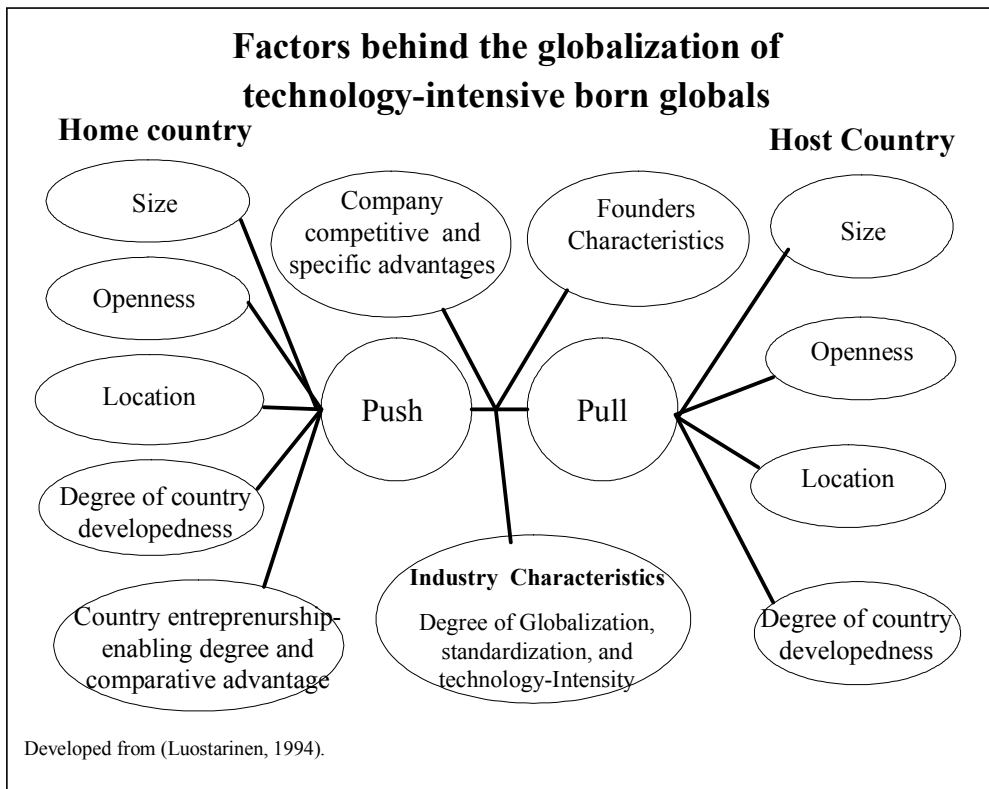 Factors behind the globalization of
technology-intensive born globals
Home country
Host Country
Size
Openness
Location
Degree of country
developedness
Country entreprenurship-
enabling degree and
comparative advantage
Company
competitive and
specific advantages
Founders
Characteristics
Push
Pull
Industry Characteristics
Degree of Globalization,
standardization, and
technology-Intensity
Size
Openness
Location
Degree of country
developedness
Developed from (Luostarinen, 1994).